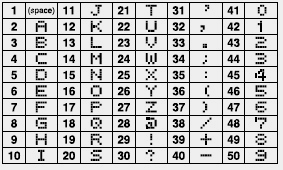 1 (space) 11 J 21 T 31 ' 41 0
2 A 12 K 22 U 32 , 42 1
3 B 13 L 23 V 33 . 43 2
4 C 14 M 24 W 34 ; 44 3
5 D 15 N 25 X 35 : 45 4
6 E 16 O 26 Y 36 ( 46 5
7 F 17 P 27 Z 37 ) 47 6
8 G 18 Q 28 @ 38 / 48 7
9 H 19 R 29 ! 39 + 49 8
10 I 20 S 30 ? 40 - 50 9